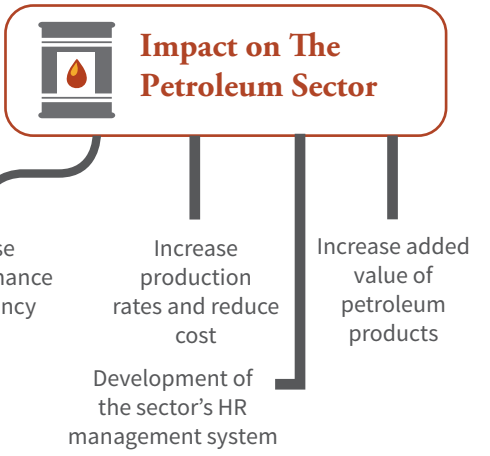 Impact on The
Petroleum Sector
Increase
production
rates and reduce
cost
Increase added
value of
petroleum
products
Development of
the sector's HR
management system